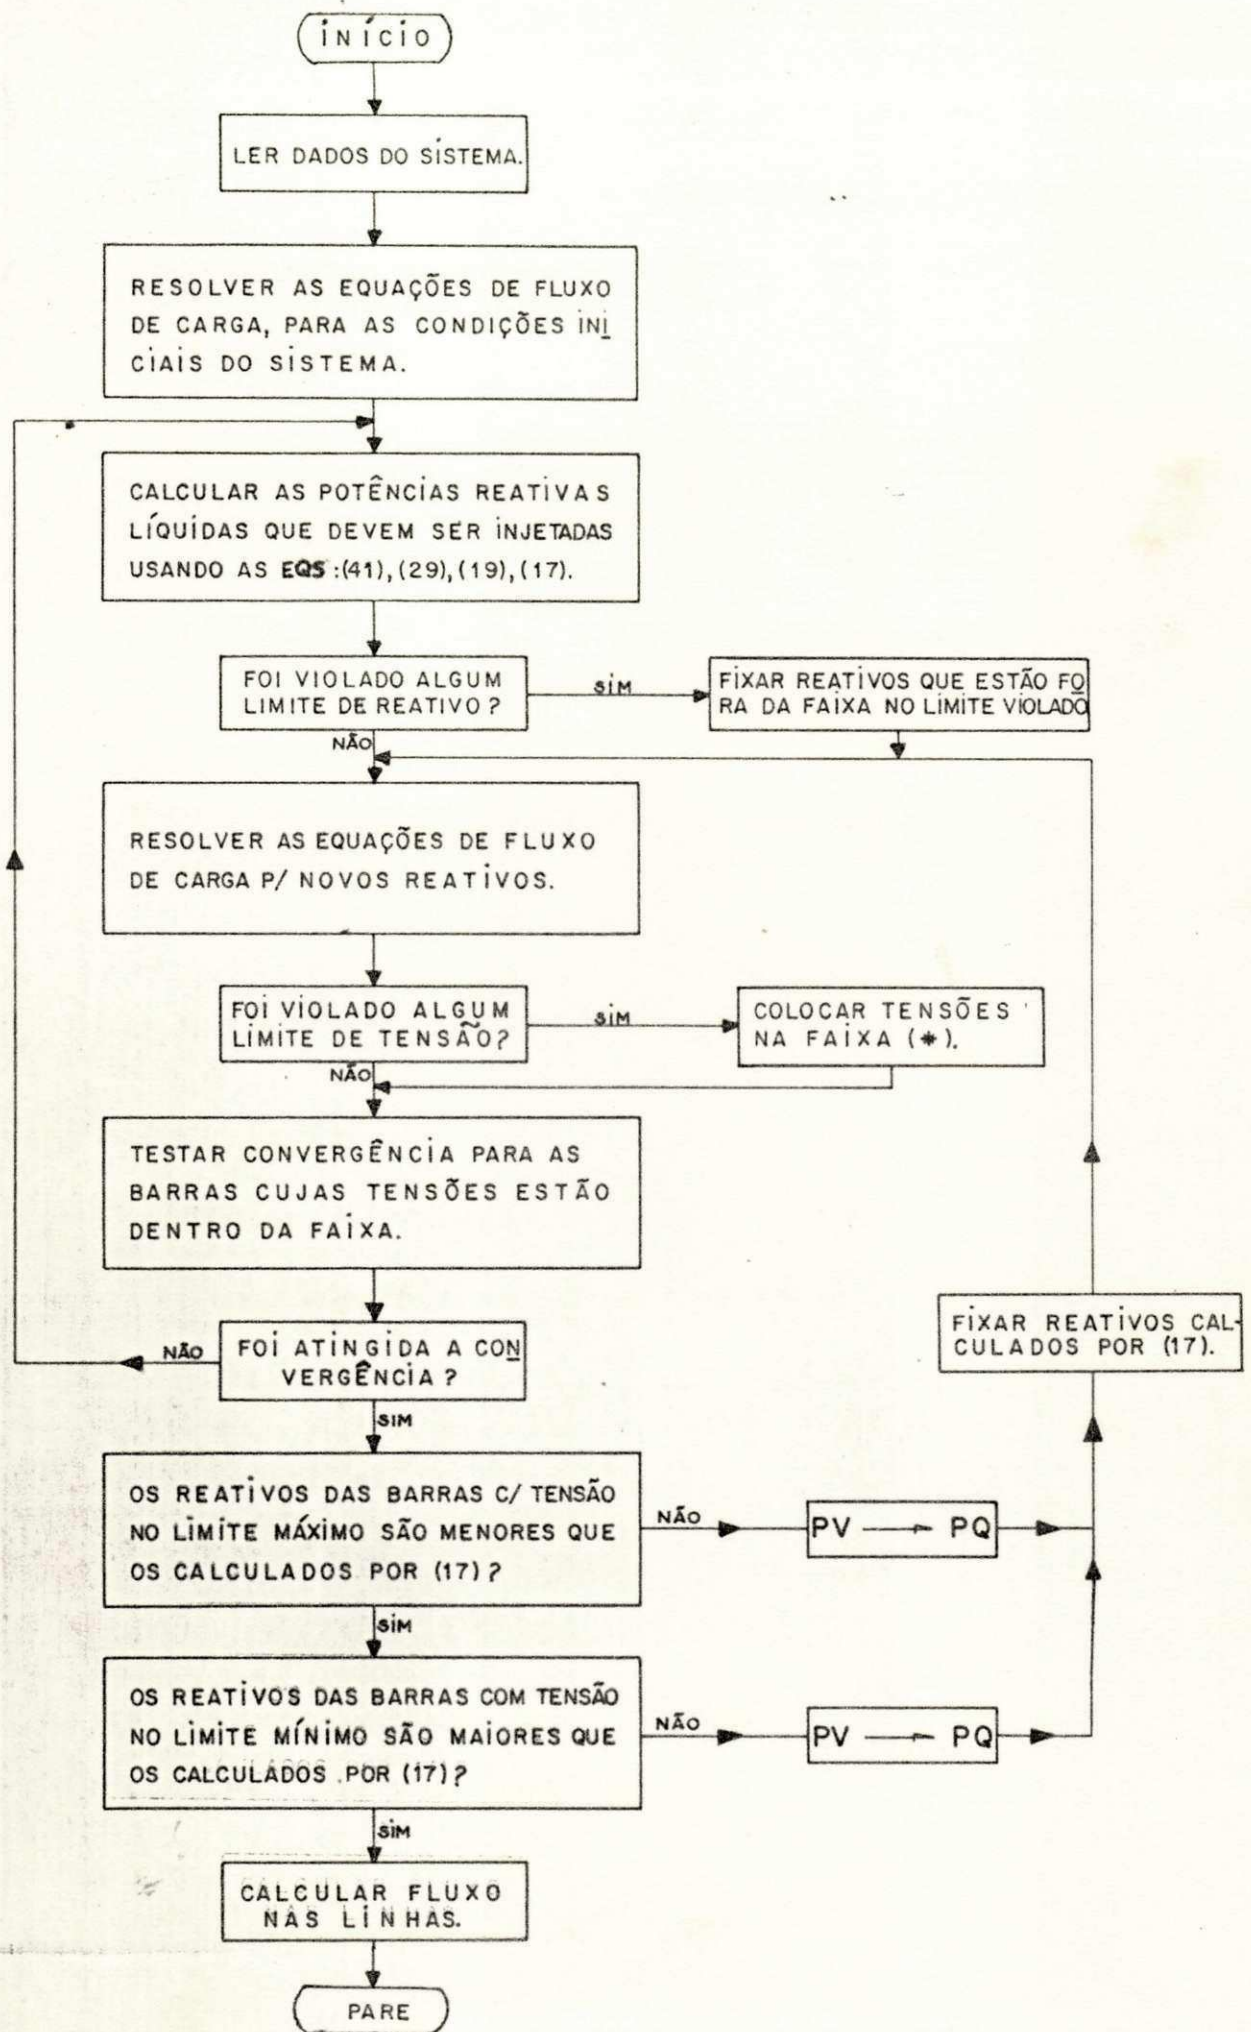 INÍCIO
LER DADOS DO SISTEMA.
RESOLVER AS EQUAÇÕES DE FLUXO
DE CARGA, PARA AS CONDIÇÕES INI
CIAIS DO SISTEMA.
CALCULAR AS POTÊNCIAS REATIVAS
LÍQUIDAS QUE DEVEM SER INJETADAS
USANDO AS EQS :(41), (29), (19), (17).
FOI VIOLADO ALGUM
LIMITE DE REATIVO ?
SIM
FIXAR REATIVOS QUE ESTÃO FO
RA DA FAIXA NO LIMITE VIOLADO
NÃO
RESOLVER AS EQUAÇÕES DE FLUXO
DE CARGA P/ NOVOS REATIVOS.
FOI VIOLADO ALGUM
LIMITE DE TENSÃO?
SIM
COLOCAR TENSÕES
NA FAIXA (*).
NÃO
TESTAR CONVERGÊNCIA PARA AS
BARRAS CUJAS TENSÕES ESTÃO
DENTRO DA FAIXA.
FIXAR REATIVOS CAL-
CULADOS POR (17).
NÃO
FOI ATINGIDA A CON
VERGÊNCIA ?
SIM
OS REATIVOS DAS BARRAS C/ TENSÃO
NO LIMITE MÁXIMO SÃO MENORES QUE
OS CALCULADOS POR (17) ?
NÃO
PV → PQ
SIM
OS REATIVOS DAS BARRAS COM TENSÃO
NO LIMITE MÍNIMO SÃO MAIORES QUE
OS CALCULADOS POR (17) ?
NÃO
PV → PQ
SIM
CALCULAR FLUXO
NAS LINHAS.
PARE